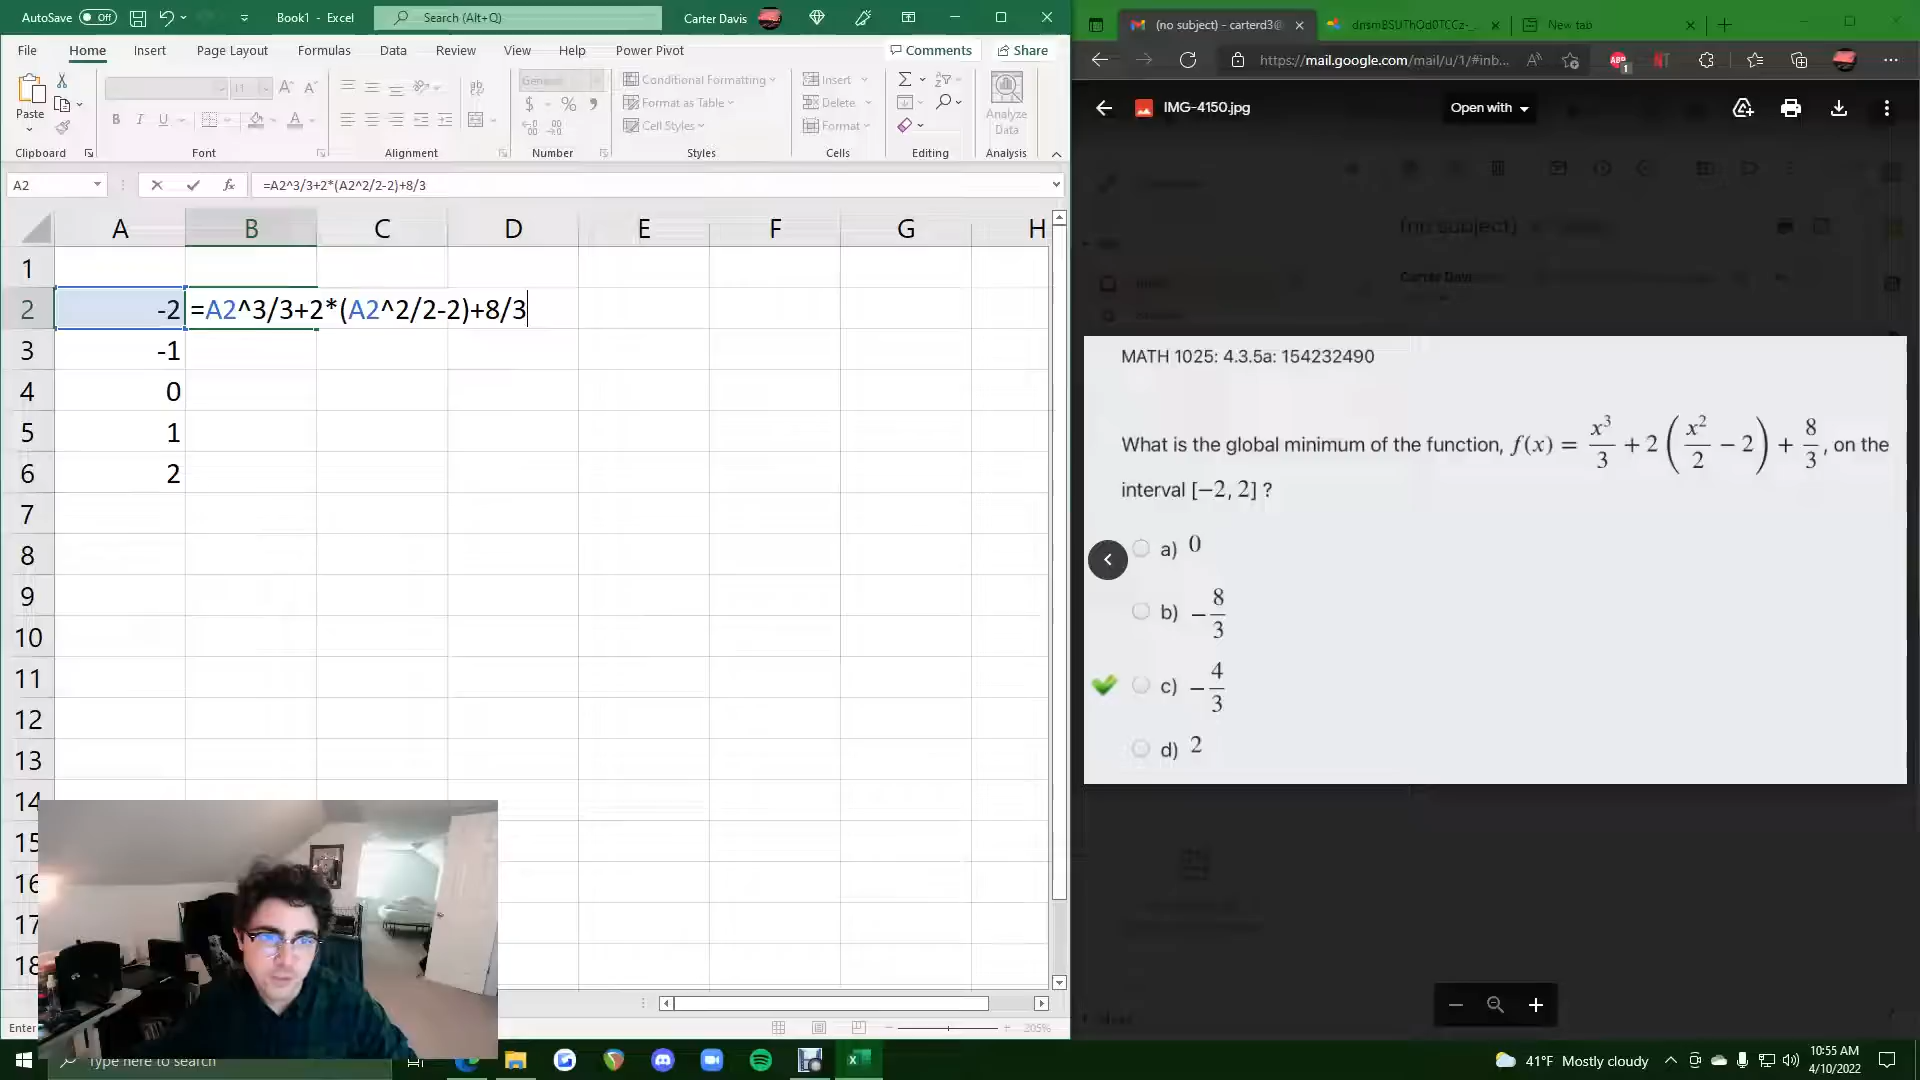 AutoSave Off Book1 - Excel Search (Alt+Q) Carter Davis
File Home Insert Page Layout Formulas Data Review View Help Power Pivot Comments Share
Paste
General
Conditional Formatting
Format as Table
Cell Styles
Insert
Delete
Format
Analyze
Data
Clipboard Font Alignment Number Styles Cells Editing Analysis
A2 =A2^3/3+2*(A2^2/2-2)+8/3
A B C D E F G H
1
2 -2 =A2^3/3+2*(A2^2/2-2)+8/3
3 -1
4 0
5 1
6 2
7
8
9
10
11
12
13
14
15
16
17
18
Enter 205%
(no subject) - carterd3@
New tab
https://mail.google.com/mail/u/1/#inb...
IMG-4150.jpg Open with
(no subject)
MATH 1025: 4.3.5a: 154232490
What is the global minimum of the function, f(x) = x³/3 + 2(x²/2 − 2) + 8/3, on the
interval [−2, 2] ?
a) 0
b) −8/3
c) −4/3
d) 2
Type here to search
41°F Mostly cloudy
10:55 AM
4/10/2022